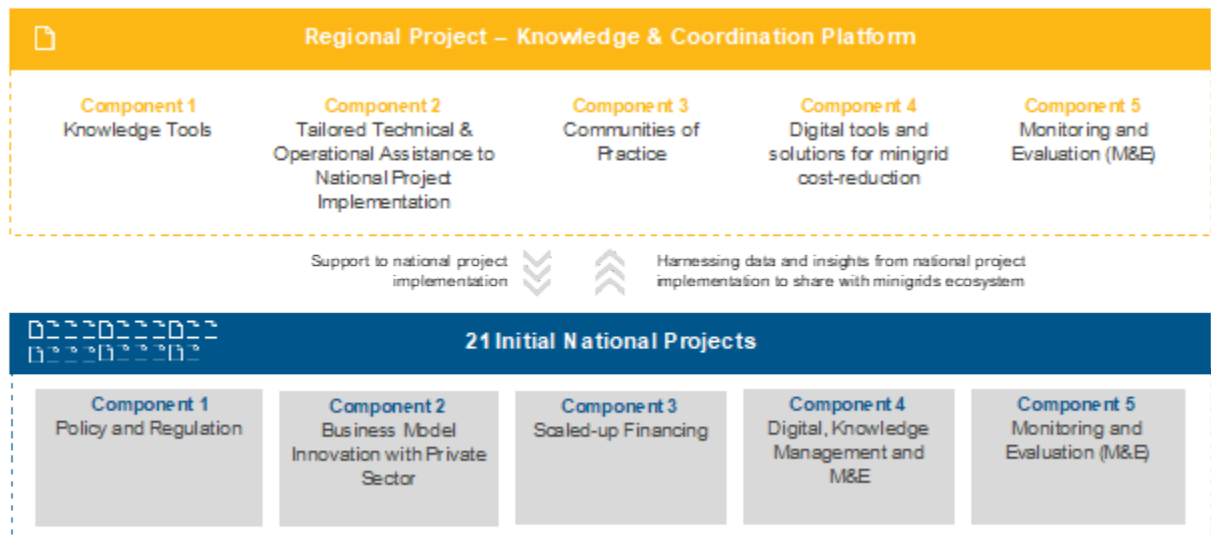 Regional Project – Knowledge & Coordination Platform
Component 1
Knowledge Tools
Component 2
Tailored Technical &
Operational Assistance to
National Project
Implementation
Component 3
Communities of
Practice
Component 4
Digital tools and
solutions for minigrid
cost-reduction
Component 5
Monitoring and
Evaluation (M&E)
Support to national project
implementation
Harnessing data and insights from national project
implementation to share with minigrids ecosystem
21 Initial National Projects
Component 1
Policy and Regulation
Component 2
Business Model
Innovation with Private
Sector
Component 3
Scaled-up Financing
Component 4
Digital, Knowledge
Management and
M&E
Component 5
Monitoring and
Evaluation (M&E)